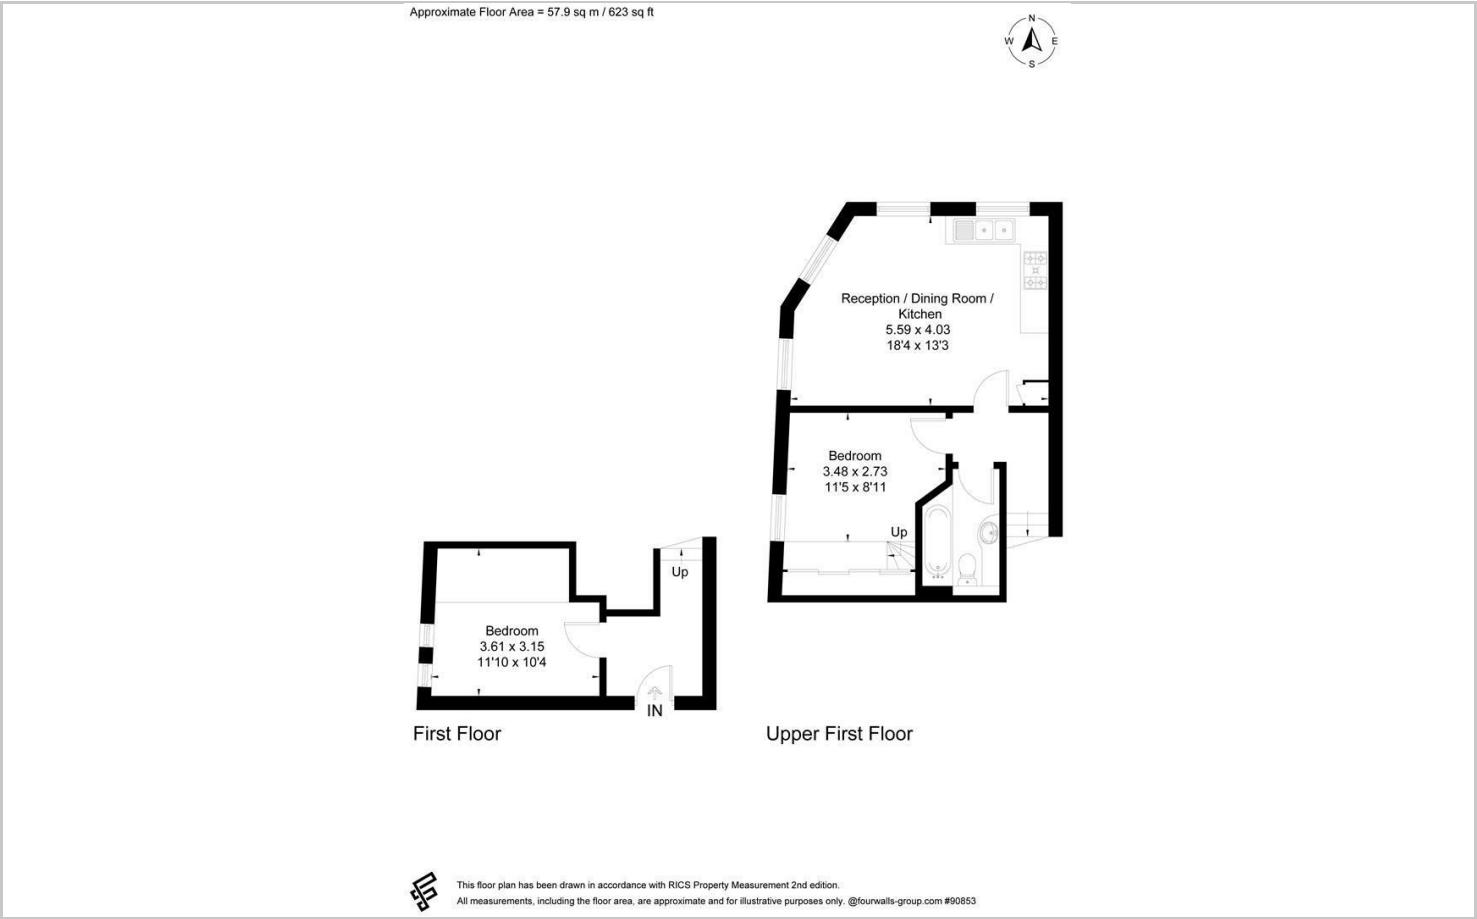 Approximate Floor Area = 57.9 sq m / 623 sq ft
N
W E
S
Reception / Dining Room /
Kitchen
5.59 x 4.03
18'4 x 13'3
Bedroom
3.48 x 2.73
11'5 x 8'11
Up
Up
Bedroom
3.61 x 3.15
11'10 x 10'4
IN
First Floor
Upper First Floor
This floor plan has been drawn in accordance with RICS Property Measurement 2nd edition.
All measurements, including the floor area, are approximate and for illustrative purposes only. @fourwalls-group.com #90853